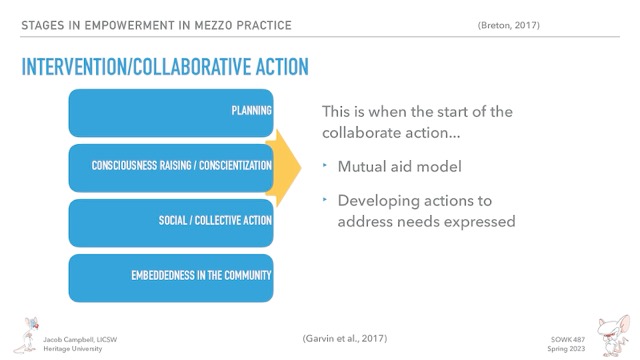 STAGES IN EMPOWERMENT IN MEZZO PRACTICE
(Breton, 2017)
INTERVENTION/COLLABORATIVE ACTION
PLANNING
CONSCIOUSNESS RAISING / CONSCIENTIZATION
SOCIAL / COLLECTIVE ACTION
EMBEDDEDNESS IN THE COMMUNITY
This is when the start of the
collaborate action...
‣ Mutual aid model
‣ Developing actions to
address needs expressed
Jacob Campbell, LICSW
Heritage University
(Garvin et al., 2017)
SOWK 487
Spring 2023